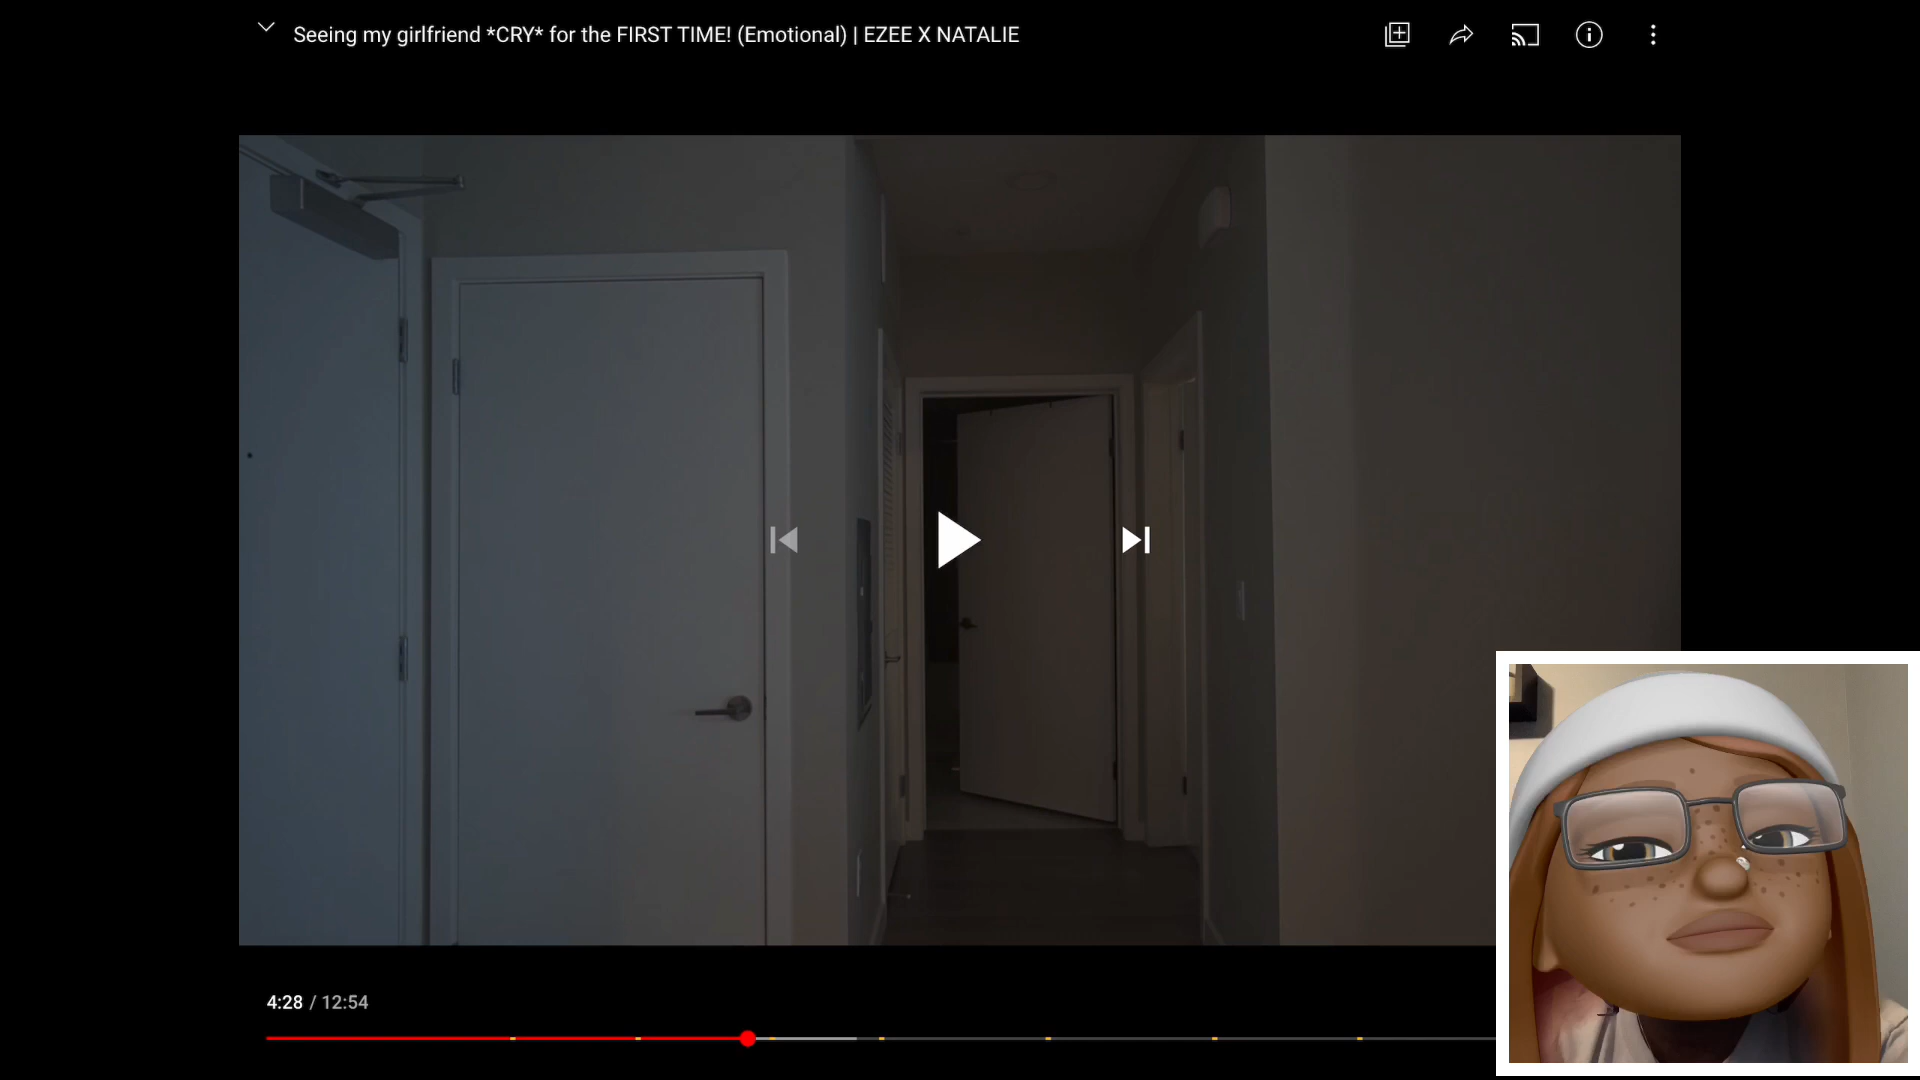 Seeing my girlfriend *CRY* for the FIRST TIME! (Emotional) | EZEE X NATALIE
4:28 / 12:54